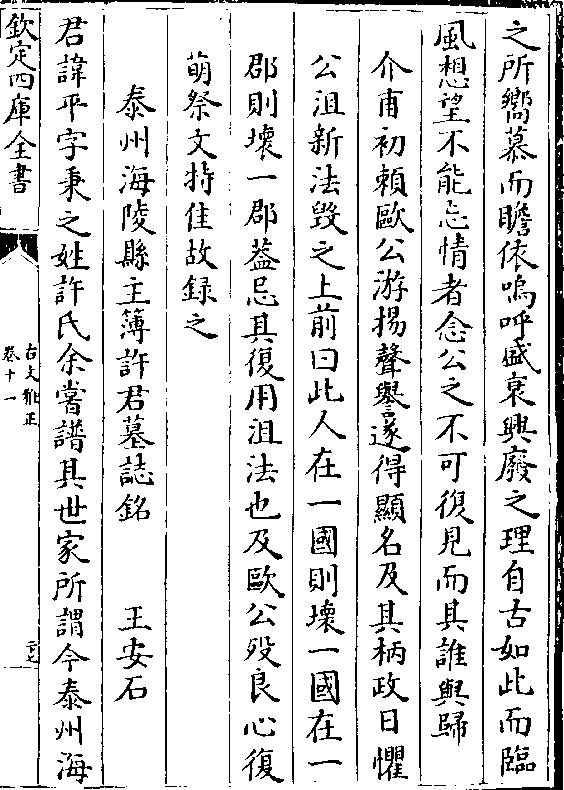 之所嚮慕而瞻依嗚呼盛衰興廢之理自古如此而臨
風想望不能忘情者念公之不可復見而其誰與歸
介甫初頼歐公游揚聲譽遂得顯名及其柄政日懼
公沮新法毀之上前曰此人在一國則壞一國在一
郡則壞一郡葢忌其復用沮法也及歐公殁良心復
萌祭文特佳故録之
泰州海陵縣主簿許君墓誌銘 王安石
君諱平字秉之姓許氏余嘗譜其世家所謂今泰州海
欽定四庫全書
古文雅正
卷十一